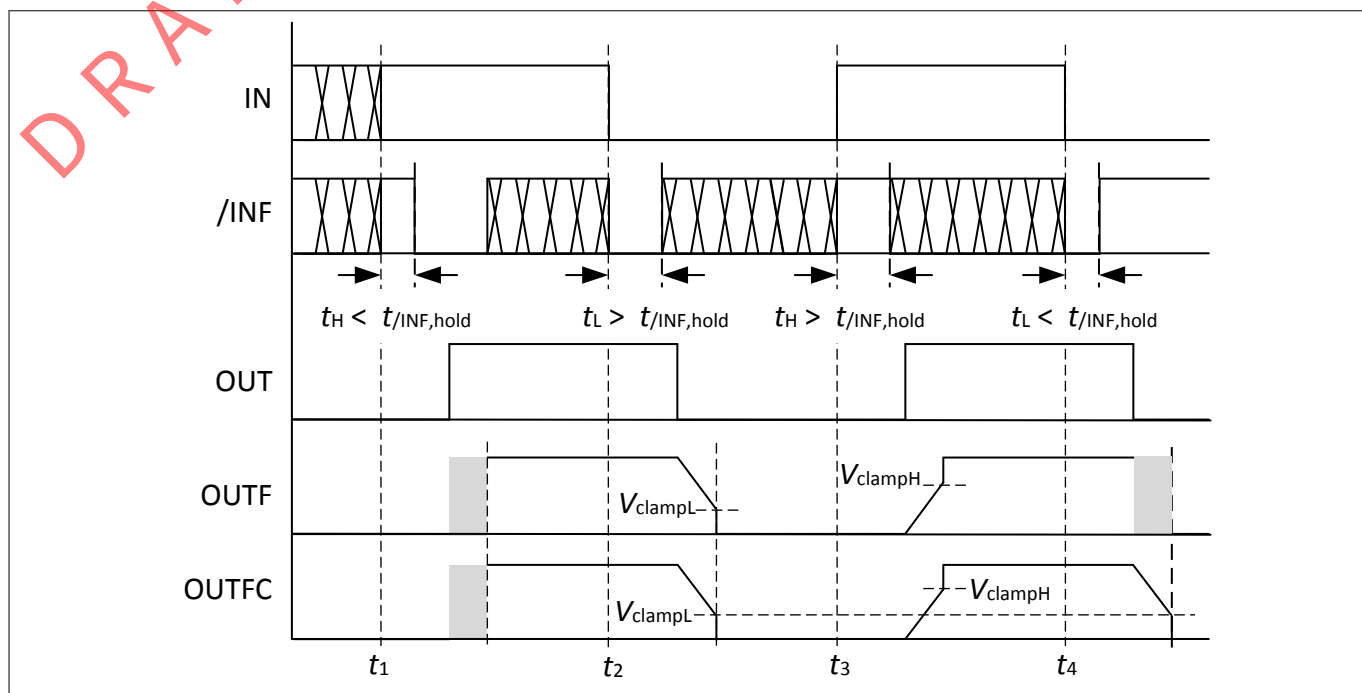 D R A
IN
/INF
tH < t/INF,hold
tL > t/INF,hold
tH > t/INF,hold
tL < t/INF,hold
OUT
OUTF
VclampL
VclampH
OUTFC
VclampL
VclampH
t1
t2
t3
t4